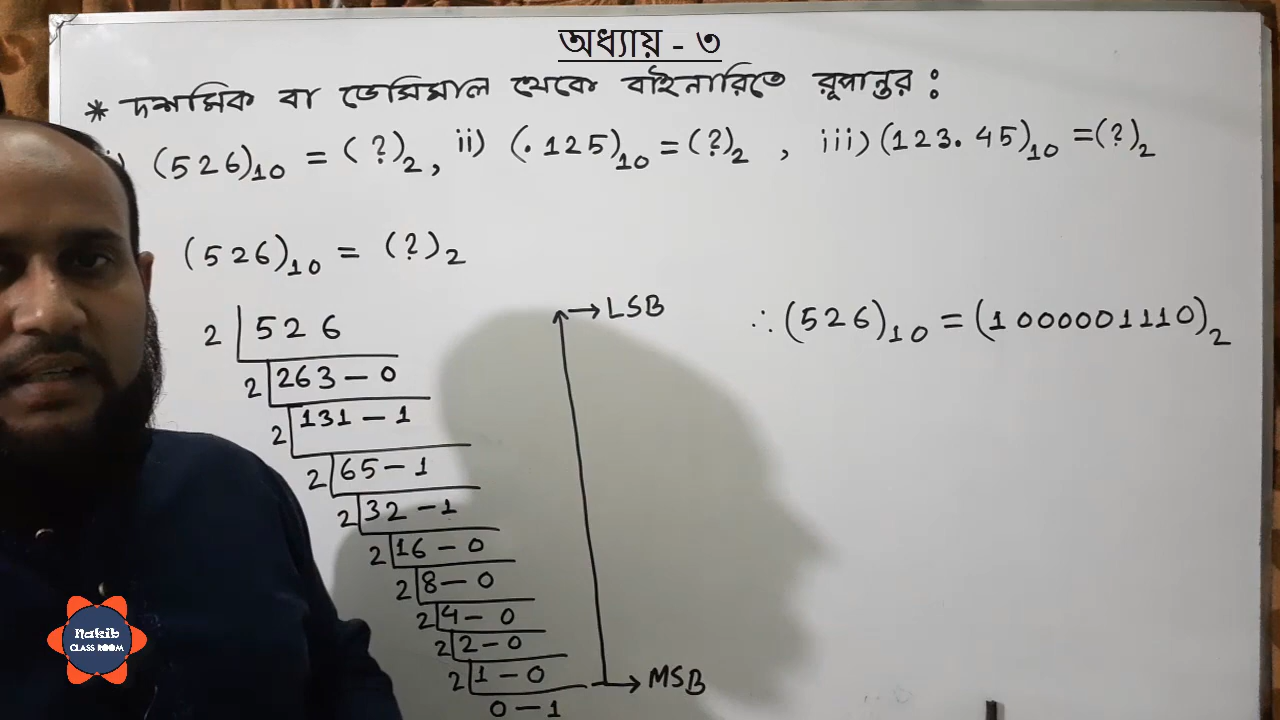 অধ্যায় - ৩
* দশমিক বা ডেসিমাল থেকে বাইনারিতে রূপান্তর :
i) (526)10 = (?)2, ii) (.125)10 = (?)2 , iii) (123.45)10 = (?)2
(526)10 = (?)2
2 526
2 263 – 0
2 131 – 1
2 65 – 1
2 32 – 1
2 16 – 0
2 8 – 0
2 4 – 0
2 2 – 0
2 1 – 0
0 – 1
→ LSB
→ MSB
∴ (526)10 = (1000001110)2
Nakib
CLASS ROOM